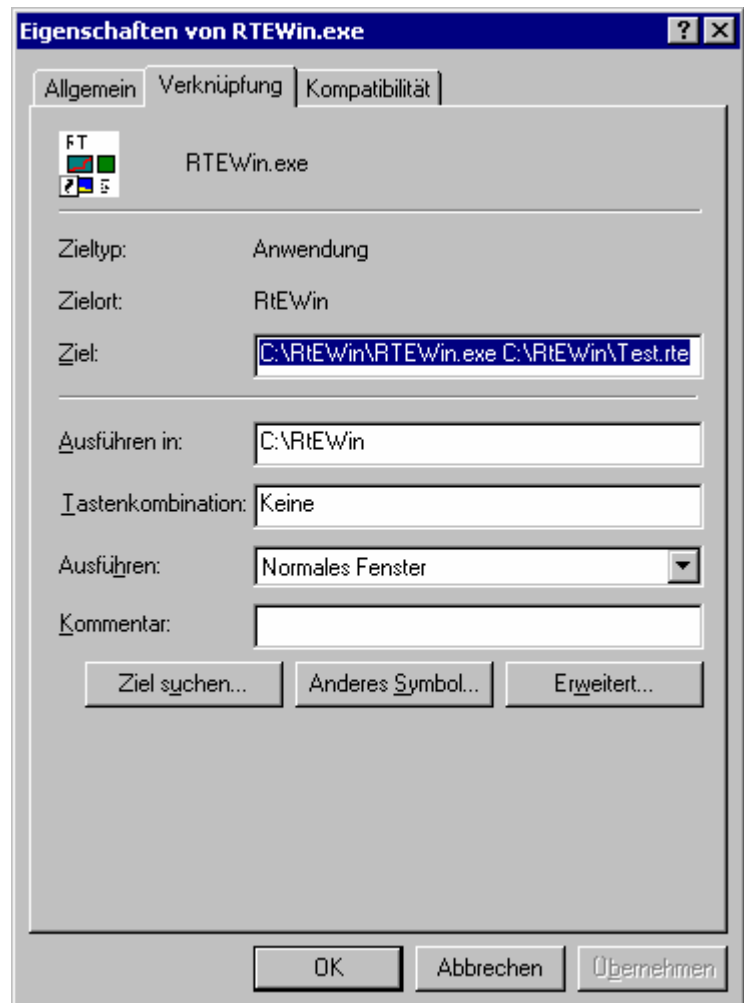 Eigenschaften von RTEWin.exe
Allgemein Verknüpfung Kompatibilität
RT
RTEWin.exe
Zieltyp: Anwendung
Zielort: RtEWin
Ziel: C:\RtEWin\RTEWin.exe C:\RtEWin\Test.rte
Ausführen in: C:\RtEWin
Tastenkombination: Keine
Ausführen: Normales Fenster
Kommentar:
Ziel suchen... Anderes Symbol... Erweitert...
OK Abbrechen Übernehmen